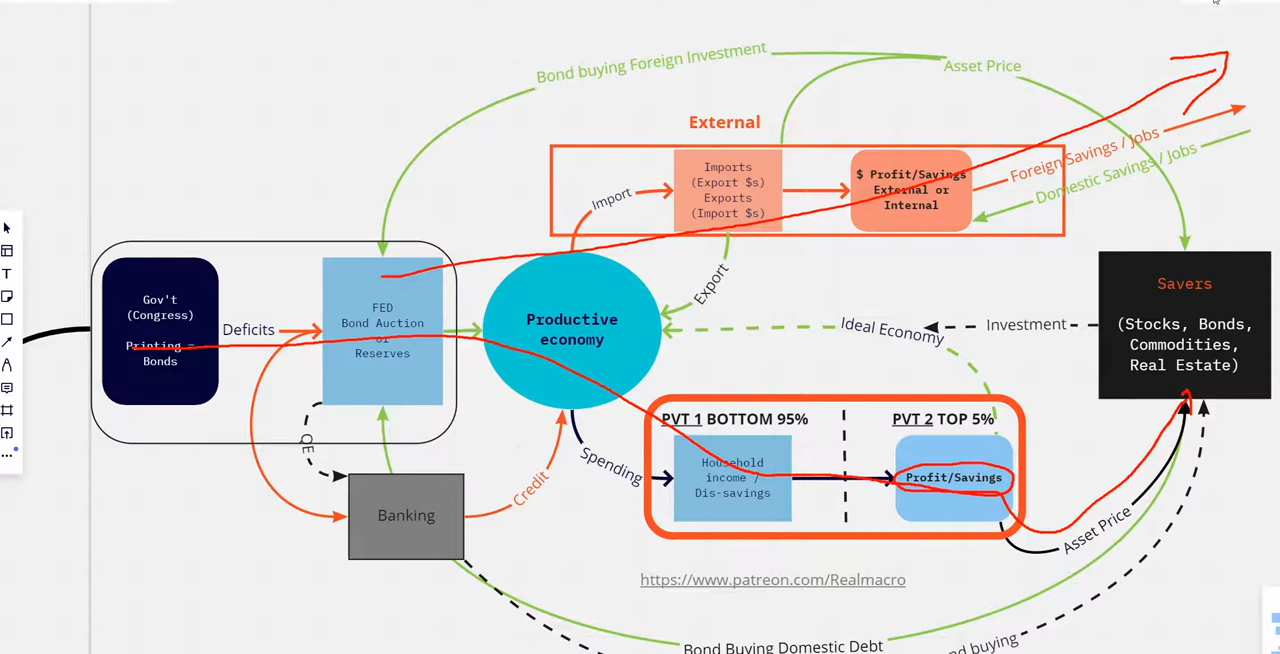 Bond buying Foreign Investment
Asset Price
External
Imports
(Export $s)
Exports
(Import $s)
$ Profit/Savings
External or
Internal
Import
Foreign Savings / Jobs
Domestic Savings / Jobs
Export
Gov't
(Congress)
Printing =
Bonds
Deficits
FED
Bond Auction
or
Reserves
Productive
economy
Ideal Economy
Investment
Savers
(Stocks, Bonds,
Commodities,
Real Estate)
QE
Banking
Credit
Spending
PVT 1 BOTTOM 95%
Household
income /
Dis-savings
PVT 2 TOP 5%
Profit/Savings
Asset Price
https://www.patreon.com/Realmacro
Bond Buying Domestic Debt
buying